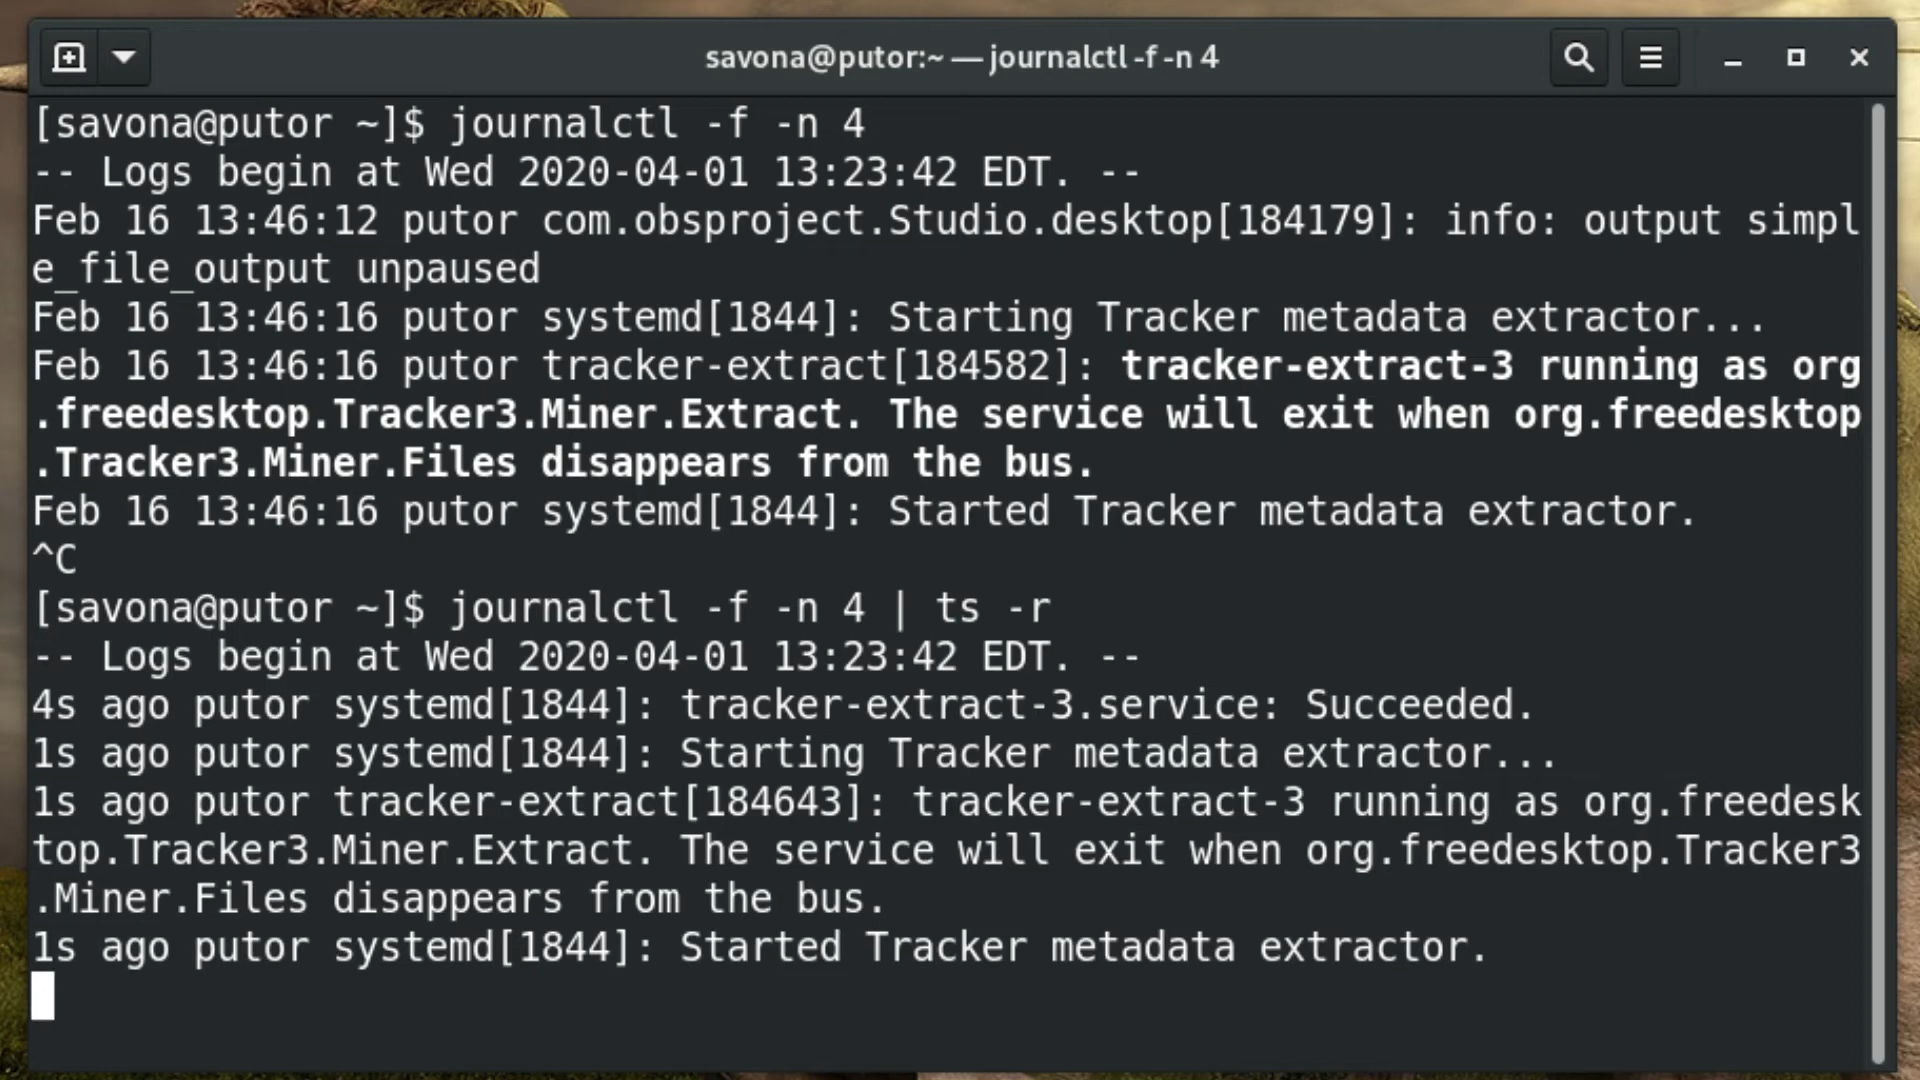 savona@putor:~ — journalctl -f -n 4
[savona@putor ~]$ journalctl -f -n 4
-- Logs begin at Wed 2020-04-01 13:23:42 EDT. --
Feb 16 13:46:12 putor com.obsproject.Studio.desktop[184179]: info: output simpl
e_file_output unpaused
Feb 16 13:46:16 putor systemd[1844]: Starting Tracker metadata extractor...
Feb 16 13:46:16 putor tracker-extract[184582]: tracker-extract-3 running as org
.freedesktop.Tracker3.Miner.Extract. The service will exit when org.freedesktop
.Tracker3.Miner.Files disappears from the bus.
Feb 16 13:46:16 putor systemd[1844]: Started Tracker metadata extractor.
^C
[savona@putor ~]$ journalctl -f -n 4 | ts -r
-- Logs begin at Wed 2020-04-01 13:23:42 EDT. --
4s ago putor systemd[1844]: tracker-extract-3.service: Succeeded.
1s ago putor systemd[1844]: Starting Tracker metadata extractor...
1s ago putor tracker-extract[184643]: tracker-extract-3 running as org.freedesk
top.Tracker3.Miner.Extract. The service will exit when org.freedesktop.Tracker3
.Miner.Files disappears from the bus.
1s ago putor systemd[1844]: Started Tracker metadata extractor.